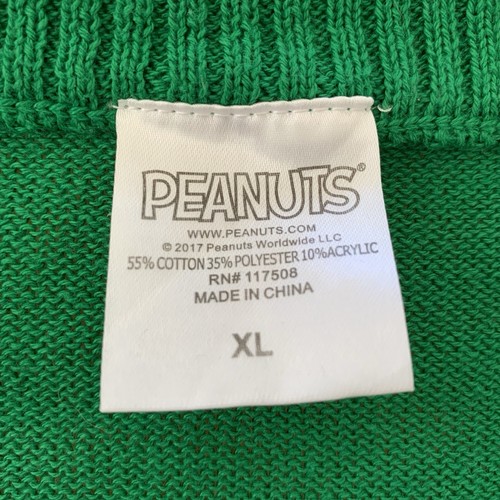 PEANUTS®
WWW.PEANUTS.COM
© 2017 Peanuts Worldwide LLC
55% COTTON 35% POLYESTER 10%ACRYLIC
RN# 117508
MADE IN CHINA
XL